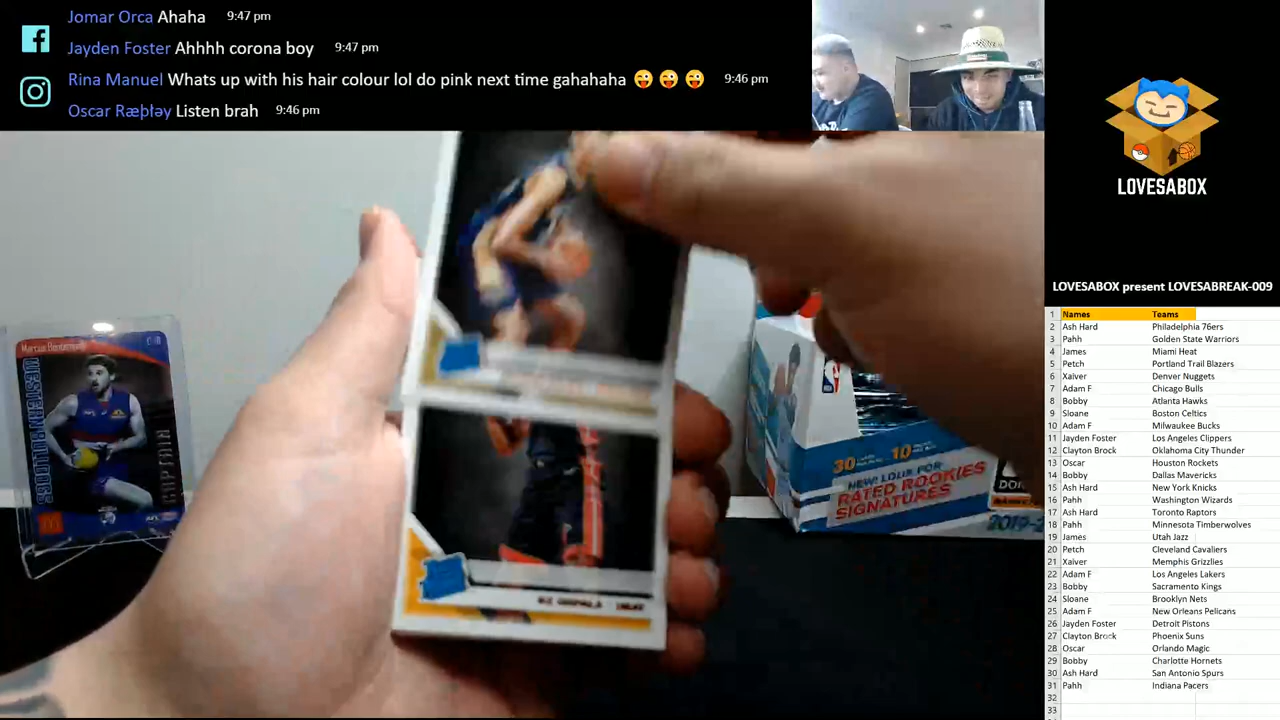 Jomar Orca Ahaha 9:47 pm
Jayden Foster Ahhhh corona boy 9:47 pm
Rina Manuel Whats up with his hair colour lol do pink next time gahahaha 😜 😜 😜 9:46 pm
Oscar Ræþłəy Listen brah 9:46 pm
LOVESABOX
LOVESABOX present LOVESABREAK-009
1 Names Teams
2 Ash Hard Philadelphia 76ers
3 Pahh Golden State Warriors
4 James Miami Heat
5 Petch Portland Trail Blazers
6 Xaiver Denver Nuggets
7 Adam F Chicago Bulls
8 Bobby Atlanta Hawks
9 Sloane Boston Celtics
10 Adam F Milwaukee Bucks
11 Jayden Foster Los Angeles Clippers
12 Clayton Brock Oklahoma City Thunder
13 Oscar Houston Rockets
14 Bobby Dallas Mavericks
15 Ash Hard New York Knicks
16 Pahh Washington Wizards
17 Ash Hard Toronto Raptors
18 Pahh Minnesota Timberwolves
19 James Utah Jazz
20 Petch Cleveland Cavaliers
21 Xaiver Memphis Grizzlies
22 Adam F Los Angeles Lakers
23 Bobby Sacramento Kings
24 Sloane Brooklyn Nets
25 Adam F New Orleans Pelicans
26 Jayden Foster Detroit Pistons
27 Clayton Brock Phoenix Suns
28 Oscar Orlando Magic
29 Bobby Charlotte Hornets
30 Ash Hard San Antonio Spurs
31 Pahh Indiana Pacers
32
33
WESTERN BULLDOGS
CAPTAIN
NBA
30 10
NEW! LOOK FOR
RATED ROOKIES
SIGNATURES
2019-2
KZ OKPALA HEAT